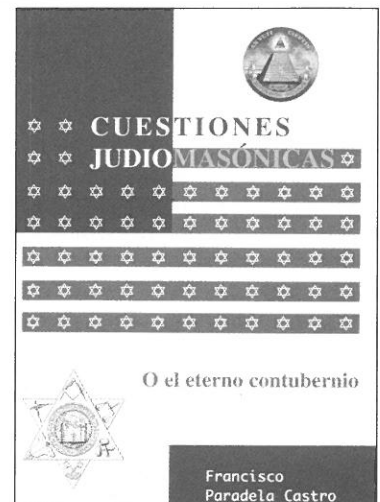 CUESTIONES
JUDIOMASÓNICAS
O el eterno contubernio
Francisco
Paradela Castro